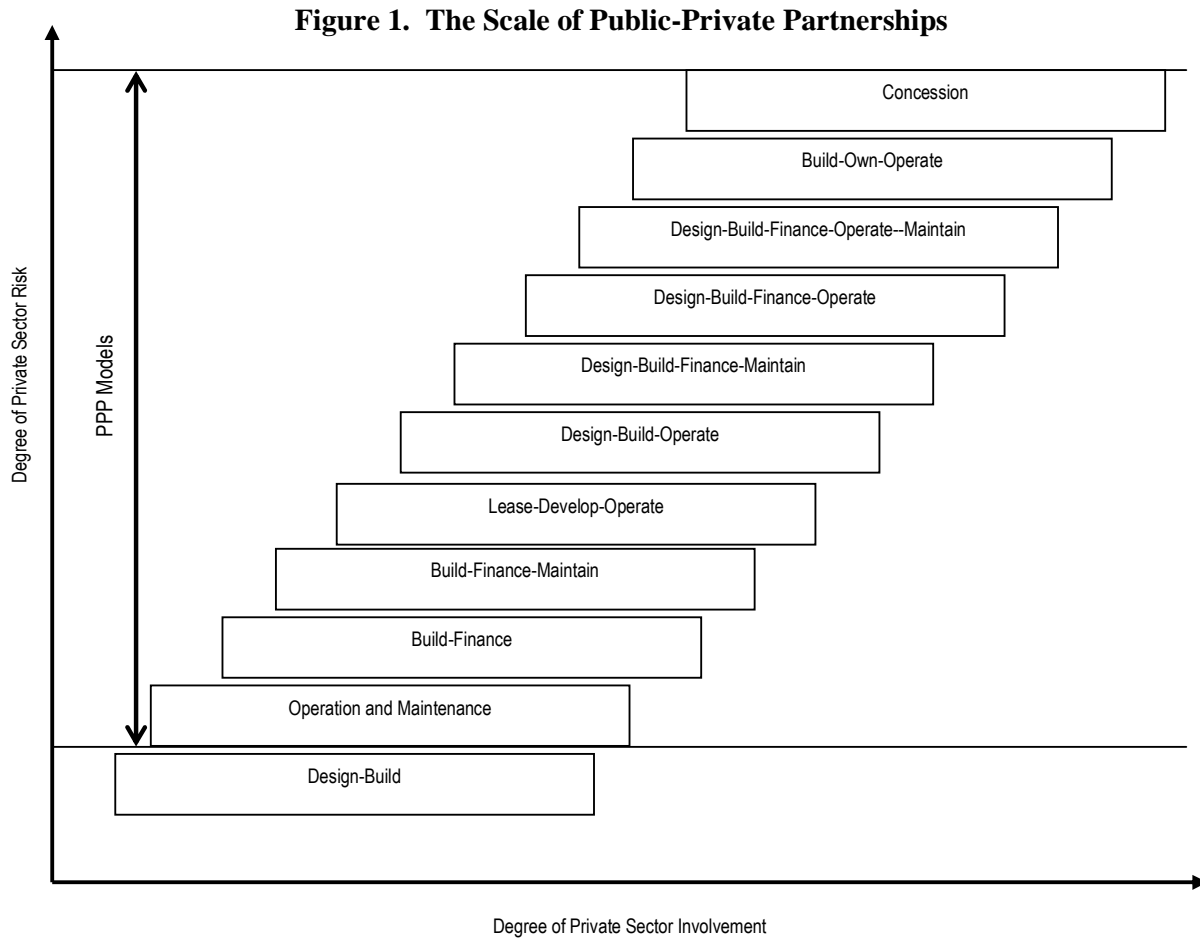 Figure 1. The Scale of Public-Private Partnerships
Concession
Build-Own-Operate
Design-Build-Finance-Operate--Maintain
Design-Build-Finance-Operate
Degree of Private Sector Risk
PPP Models
Design-Build-Finance-Maintain
Design-Build-Operate
Lease-Develop-Operate
Build-Finance-Maintain
Build-Finance
Operation and Maintenance
Design-Build
Degree of Private Sector Involvement